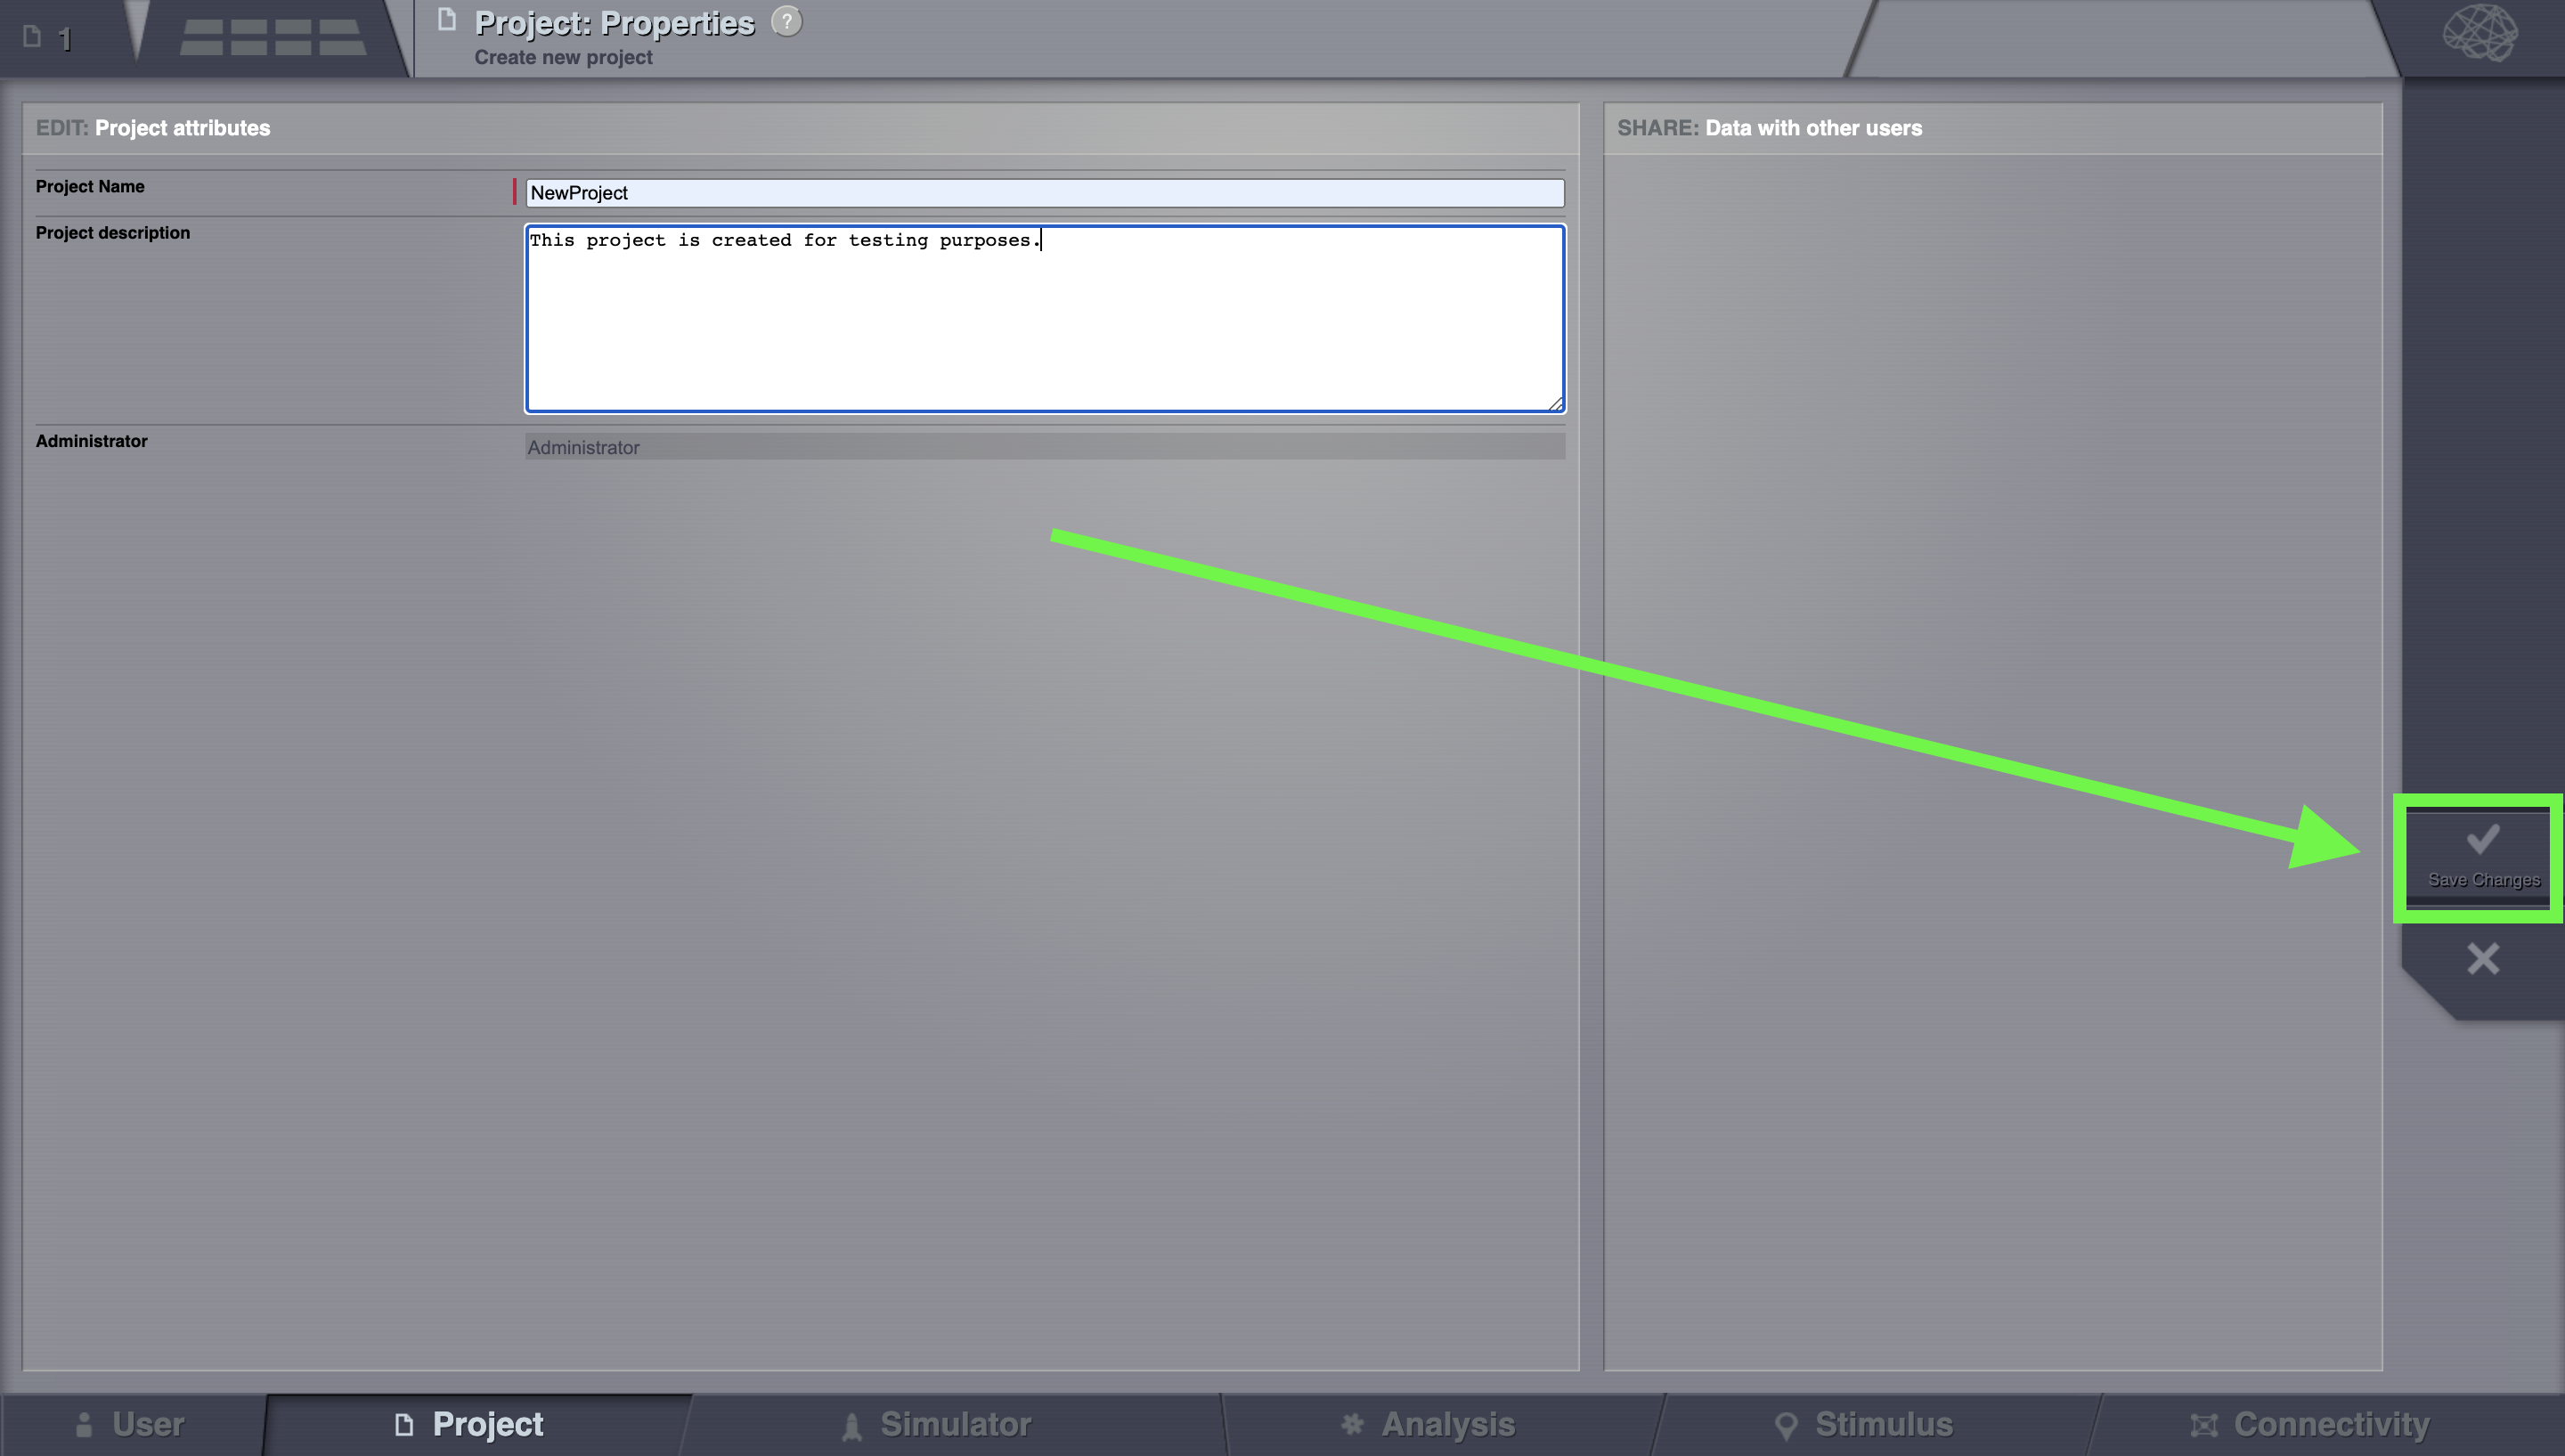 1
Project: Properties ?
Create new project
EDIT: Project attributes
SHARE: Data with other users
Project Name
NewProject
Project description
This project is created for testing purposes.
Administrator
Administrator
Save Changes
User
Project
Simulator
Analysis
Stimulus
Connectivity